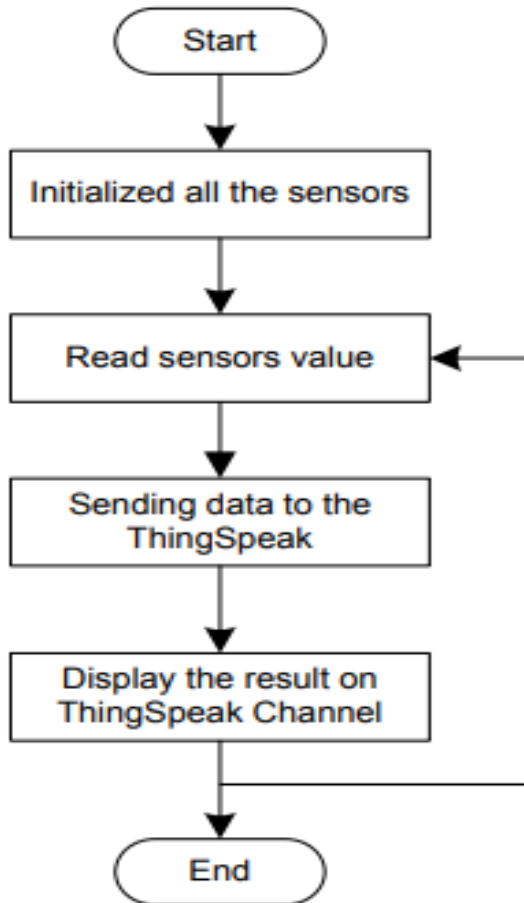 Start
Initialized all the sensors
Read sensors value
Sending data to the
ThingSpeak
Display the result on
ThingSpeak Channel
End